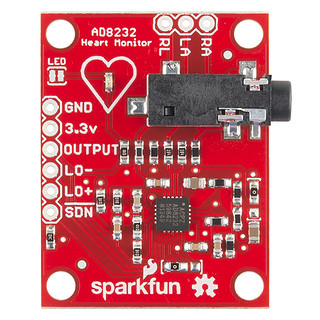 AD8232
Heart Monitor
RL
LA
RA
LED
GND
3.3v
OUTPUT
LO-
LO+
SDN
sparkfun